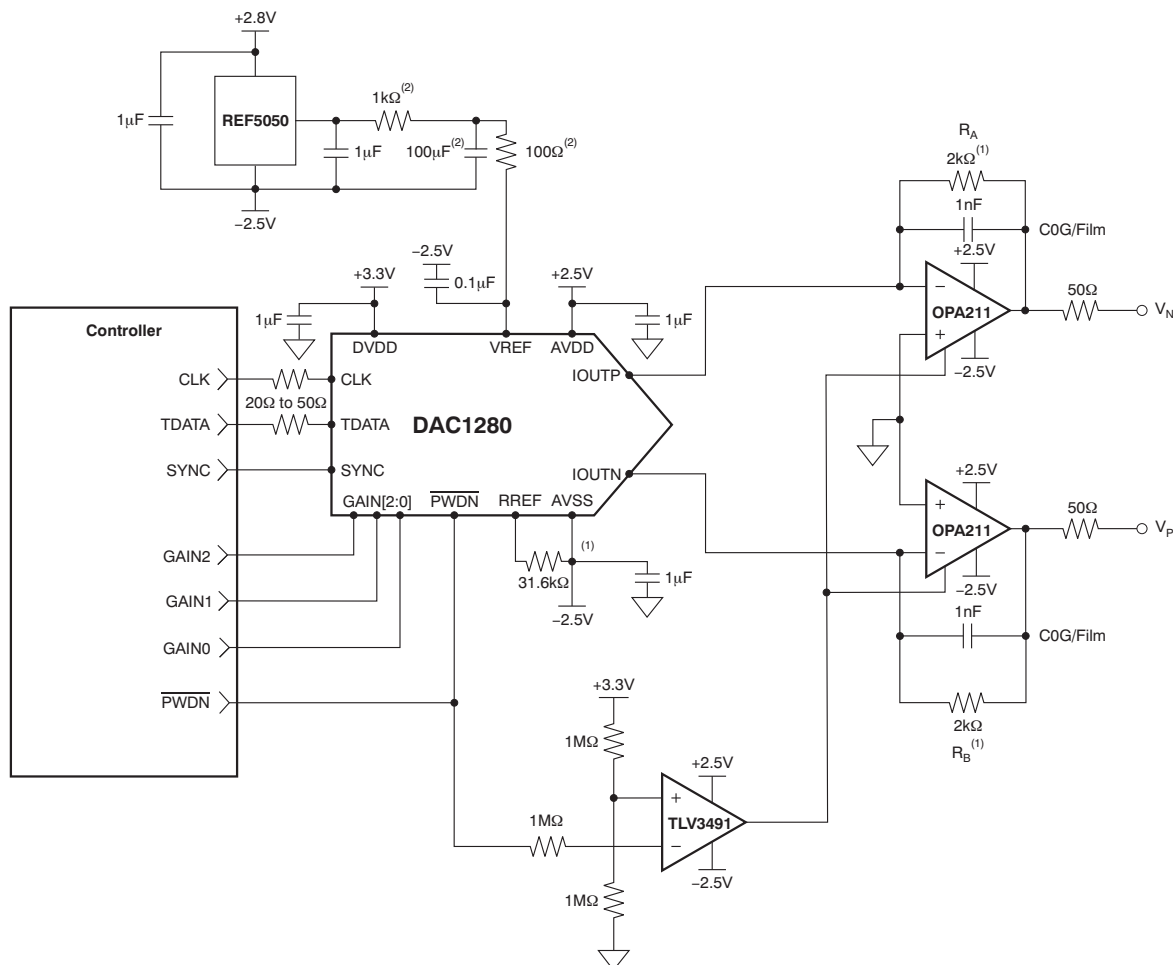 +2.8V
1μF
REF5050
1kΩ(2)
1μF
100μF(2)
100Ω(2)
−2.5V
RA
2kΩ(1)
1nF
C0G/Film
+2.5V
−
OPA211
+
−2.5V
50Ω
VN
+3.3V
1μF
−2.5V
0.1μF
+2.5V
1μF
Controller
CLK
TDATA
SYNC
GAIN2
GAIN1
GAIN0
PWDN
20Ω to 50Ω
DVDD
VREF
AVDD
CLK
TDATA
SYNC
DAC1280
IOUTP
IOUTN
GAIN[2:0]
PWDN
RREF
AVSS
(1)
31.6kΩ
1μF
−2.5V
+2.5V
+
OPA211
−
−2.5V
50Ω
VP
1nF
C0G/Film
2kΩ
RB(1)
+3.3V
1MΩ
+2.5V
+
1MΩ
TLV3491
−
−2.5V
1MΩ